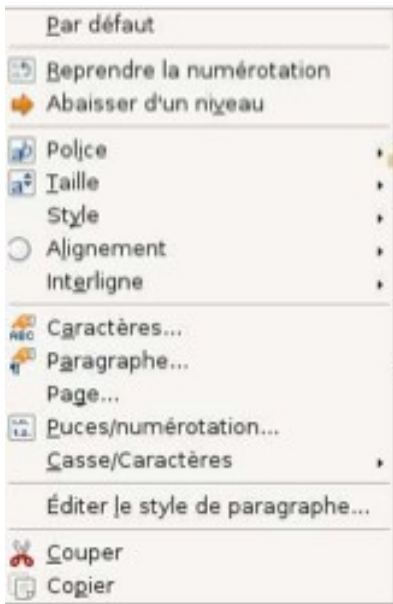 Par défaut
Reprendre la numérotation
Abaisser d'un niveau
Police
Taille
Style
Alignement
Interligne
Caractères...
Paragraphe...
Page...
Puces/numérotation...
Casse/Caractères
Éditer le style de paragraphe...
Couper
Copier